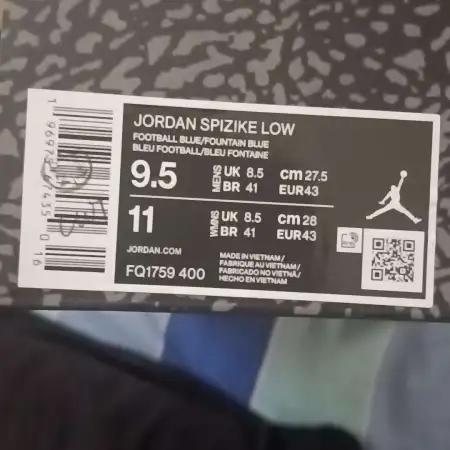 JORDAN SPIZIKE LOW
FOOTBALL BLUE/FOUNTAIN BLUE
BLEU FOOTBALL/BLEU FONTAINE
9.5 MENS UK 8.5 cm 27.5
BR 41 EUR43
11 WMNS UK 8.5 cm 28
BR 41 EUR43
JORDAN.COM
FQ1759 400
MADE IN VIETNAM/
FABRIQUE AU VIETNAM/
FABRICADO NO VIETNÃ/
HECHO EN VIETNAM